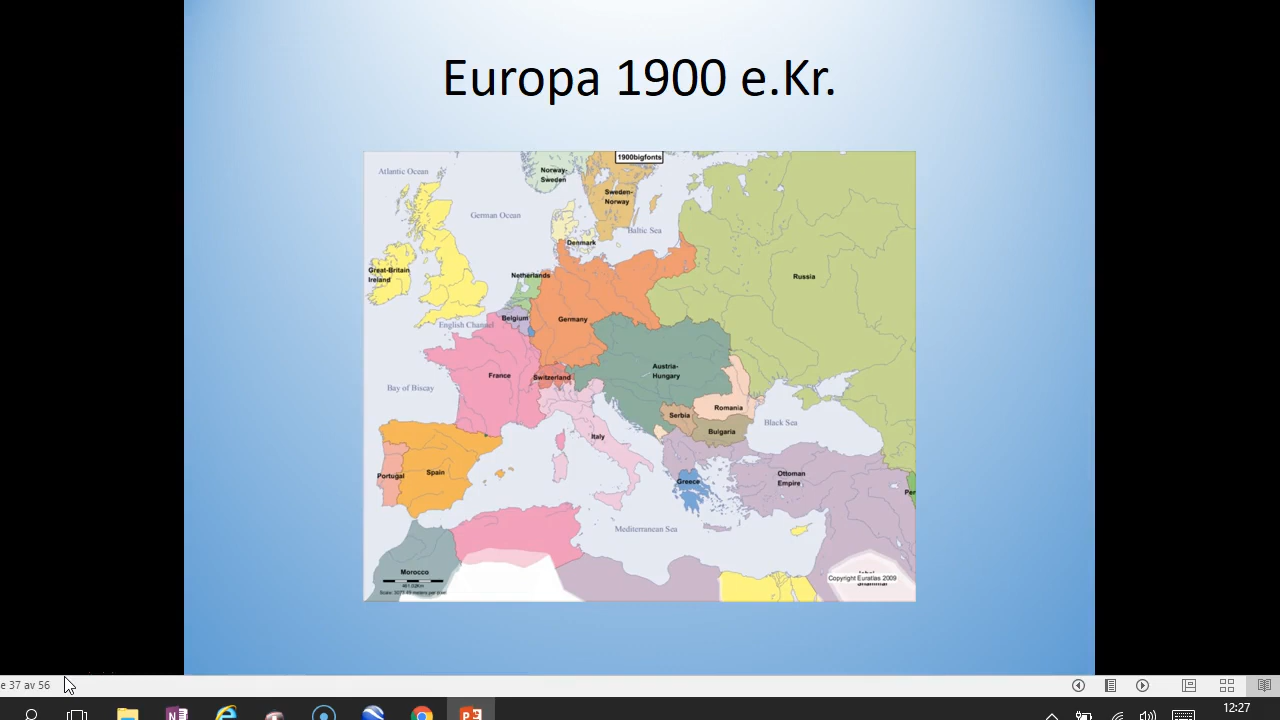 Europa 1900 e.Kr.
1900bigfonts
Atlantic Ocean
Norway-
Sweden
Sweden-
Norway
German Ocean
Baltic Sea
Denmark
Great-Britain
Ireland
Netherlands
Russia
English Channel
Belgium
Germany
Bay of Biscay
France
Switzerland
Austria-
Hungary
Romania
Serbia
Bulgaria
Black Sea
Italy
Portugal
Spain
Greece
Ottoman
Empire
Per
Mediterranean Sea
Morocco
Copyright Euratlas 2009
e 37 av 56
12:27